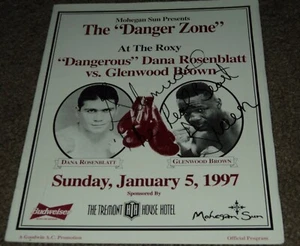 Mohegan Sun Presents
The "Danger Zone"
At The Roxy
"Dangerous" Dana Rosenblatt
vs. Glenwood Brown
Best
DANA ROSENBLATT
GLENWOOD BROWN
Sunday, January 5, 1997
Sponsored By
Budweiser
THE TREMONT HOUSE HOTEL
Mohegan Sun
Official Program